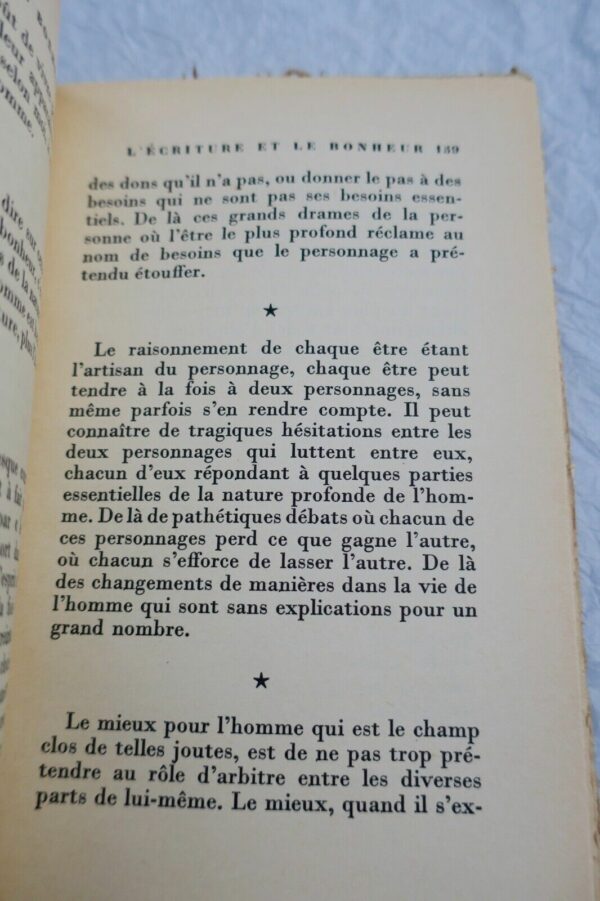 L'ÉCRITURE ET LE BONHEUR 159
des dons qu'il n'a pas, ou donner le pas à des
besoins qui ne sont pas ses besoins essen-
tiels. De là ces grands drames de la per-
sonne où l'être le plus profond réclame au
nom de besoins que le personnage a pré-
tendu étouffer.
★
Le raisonnement de chaque être étant
l'artisan du personnage, chaque être peut
tendre à la fois à deux personnages, sans
même parfois s'en rendre compte. Il peut
connaître de tragiques hésitations entre les
deux personnages qui luttent entre eux,
chacun d'eux répondant à quelques parties
essentielles de la nature profonde de l'hom-
me. De là de pathétiques débats où chacun de
ces personnages perd ce que gagne l'autre,
où chacun s'efforce de lasser l'autre. De là
des changements de manières dans la vie de
l'homme qui sont sans explications pour un
grand nombre.
★
Le mieux pour l'homme qui est le champ
clos de telles joutes, est de ne pas trop pré-
tendre au rôle d'arbitre entre les diverses
parts de lui-même. Le mieux, quand il s'ex-